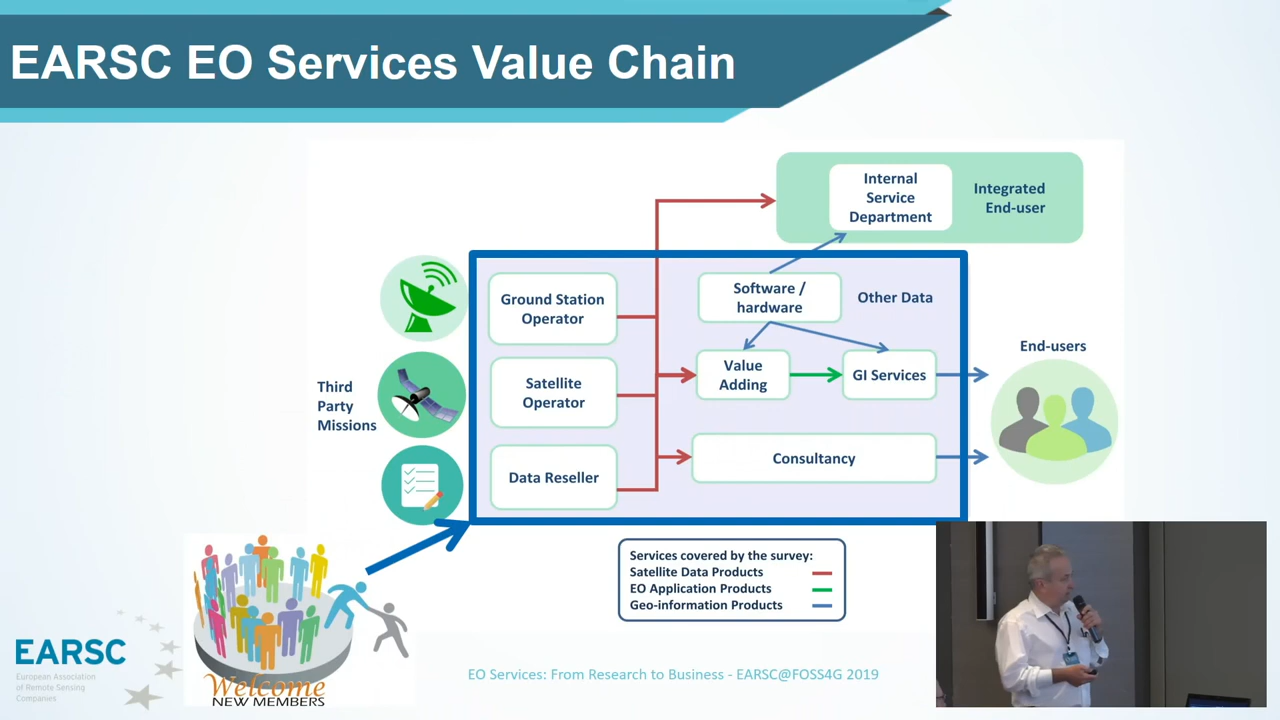 EARSC EO Services Value Chain
Internal
Service
Department
Integrated
End-user
Ground Station
Operator
Software /
hardware
Other Data
Third
Party
Missions
Satellite
Operator
Value
Adding
GI Services
End-users
Data Reseller
Consultancy
Services covered by the survey:
Satellite Data Products
EO Application Products
Geo-information Products
Welcome
NEW MEMBERS
EARSC
European Association
of Remote Sensing
Companies
EO Services: From Research to Business - EARSC@FOSS4G 2019